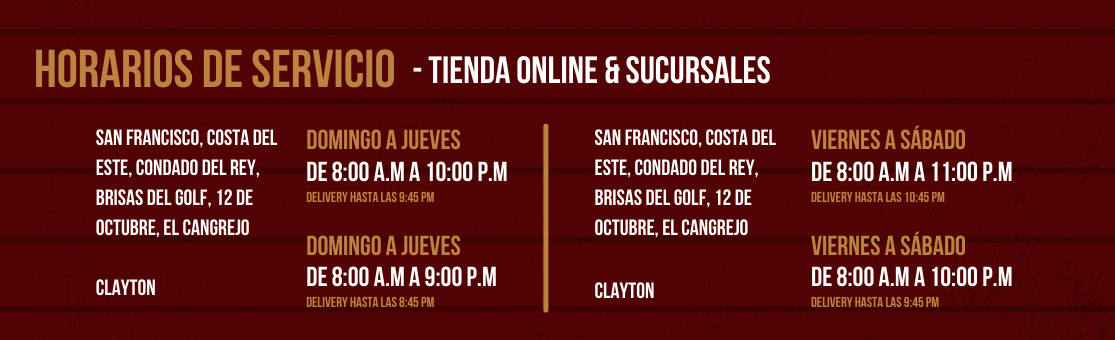 HORARIOS DE SERVICIO - TIENDA ONLINE & SUCURSALES
SAN FRANCISCO, COSTA DEL
ESTE, CONDADO DEL REY,
BRISAS DEL GOLF, 12 DE
OCTUBRE, EL CANGREJO
DOMINGO A JUEVES
DE 8:00 A.M A 10:00 P.M
DELIVERY HASTA LAS 9:45 PM
CLAYTON
DOMINGO A JUEVES
DE 8:00 A.M A 9:00 P.M
DELIVERY HASTA LAS 8:45 PM
SAN FRANCISCO, COSTA DEL
ESTE, CONDADO DEL REY,
BRISAS DEL GOLF, 12 DE
OCTUBRE, EL CANGREJO
VIERNES A SÁBADO
DE 8:00 A.M A 11:00 P.M
DELIVERY HASTA LAS 10:45 PM
CLAYTON
VIERNES A SÁBADO
DE 8:00 A.M A 10:00 P.M
DELIVERY HASTA LAS 9:45 PM